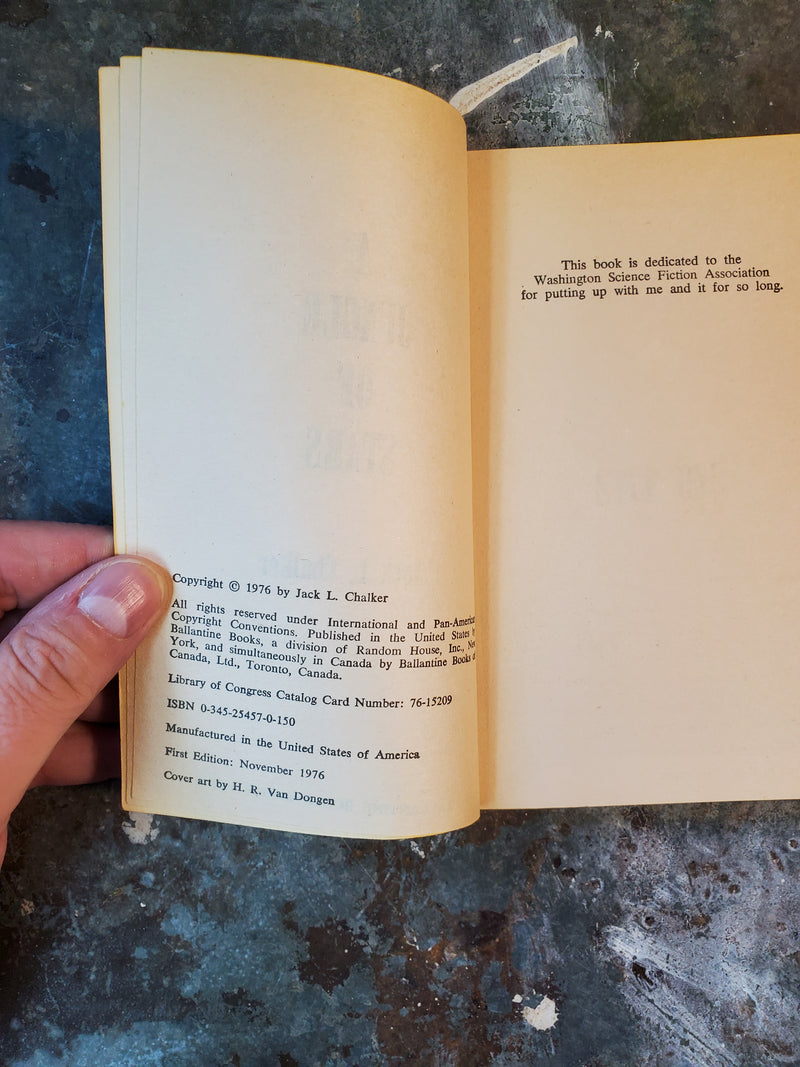 Copyright © 1976 by Jack L. Chalker
All rights reserved under International and Pan-American
Copyright Conventions. Published in the United States by
Ballantine Books, a division of Random House, Inc., New
York, and simultaneously in Canada by Ballantine Books of
Canada, Ltd., Toronto, Canada.
Library of Congress Catalog Card Number: 76-15209
ISBN 0-345-25457-0-150
Manufactured in the United States of America
First Edition: November 1976
Cover art by H. R. Van Dongen
This book is dedicated to the
Washington Science Fiction Association
for putting up with me and it for so long.